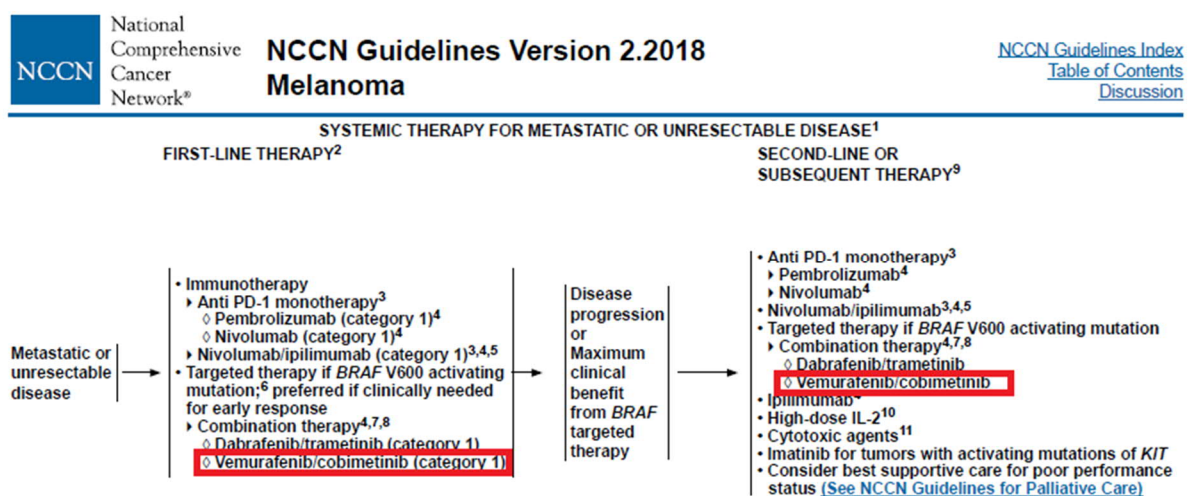 NCCN
National
Comprehensive
Cancer
Network®
NCCN Guidelines Version 2.2018
Melanoma
NCCN Guidelines Index
Table of Contents
Discussion
SYSTEMIC THERAPY FOR METASTATIC OR UNRESECTABLE DISEASE¹
FIRST-LINE THERAPY²
Metastatic or
unresectable
disease
• Immunotherapy
▸ Anti PD-1 monotherapy³
◊ Pembrolizumab (category 1)⁴
◊ Nivolumab (category 1)⁴
▸ Nivolumab/ipilimumab (category 1)³,⁴,⁵
• Targeted therapy if BRAF V600 activating
mutation;⁶ preferred if clinically needed
for early response
▸ Combination therapy⁴,⁷,⁸
◊ Dabrafenib/trametinib (category 1)
◊ Vemurafenib/cobimetinib (category 1)
Disease
progression
or
Maximum
clinical
benefit
from BRAF
targeted
therapy
SECOND-LINE OR
SUBSEQUENT THERAPY⁹
• Anti PD-1 monotherapy³
▸ Pembrolizumab⁴
▸ Nivolumab⁴
• Nivolumab/ipilimumab³,⁴,⁵
• Targeted therapy if BRAF V600 activating mutation
▸ Combination therapy⁴,⁷,⁸
◊ Dabrafenib/trametinib
◊ Vemurafenib/cobimetinib
• Ipilimumab⁴
• High-dose IL-2¹⁰
• Cytotoxic agents¹¹
• Imatinib for tumors with activating mutations of KIT
• Consider best supportive care for poor performance
status (See NCCN Guidelines for Palliative Care)